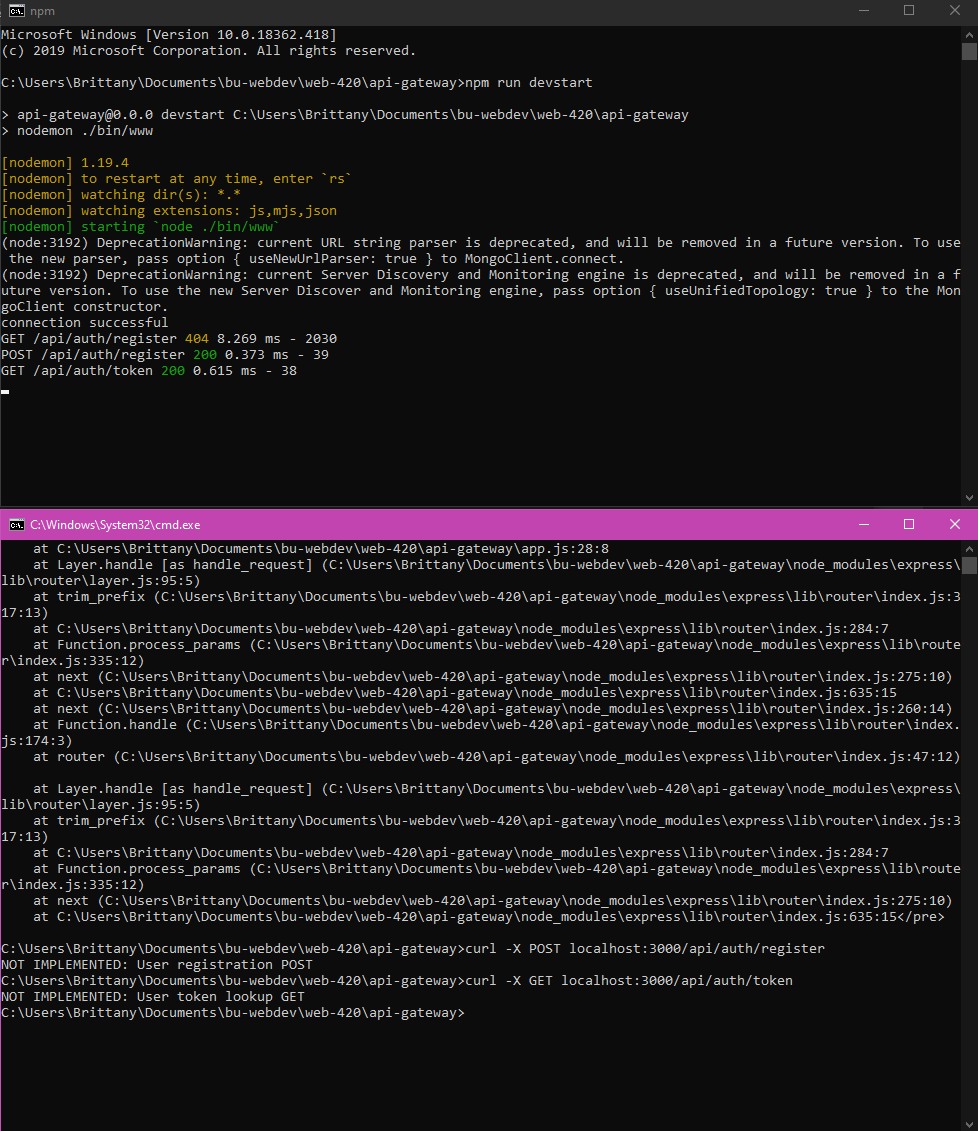 npm
Microsoft Windows [Version 10.0.18362.418]
(c) 2019 Microsoft Corporation. All rights reserved.
C:\Users\Brittany\Documents\bu-webdev\web-420\api-gateway>npm run devstart
> api-gateway@0.0.0 devstart C:\Users\Brittany\Documents\bu-webdev\web-420\api-gateway
> nodemon ./bin/www
[nodemon] 1.19.4
[nodemon] to restart at any time, enter `rs`
[nodemon] watching dir(s): *.*
[nodemon] watching extensions: js,mjs,json
[nodemon] starting `node ./bin/www`
(node:3192) DeprecationWarning: current URL string parser is deprecated, and will be removed in a future version. To use
 the new parser, pass option { useNewUrlParser: true } to MongoClient.connect.
(node:3192) DeprecationWarning: current Server Discovery and Monitoring engine is deprecated, and will be removed in a f
uture version. To use the new Server Discover and Monitoring engine, pass option { useUnifiedTopology: true } to the Mon
goClient constructor.
connection successful
GET /api/auth/register 404 8.269 ms - 2030
POST /api/auth/register 200 0.373 ms - 39
GET /api/auth/token 200 0.615 ms - 38
C:\Windows\System32\cmd.exe
    at C:\Users\Brittany\Documents\bu-webdev\web-420\api-gateway\app.js:28:8
    at Layer.handle [as handle_request] (C:\Users\Brittany\Documents\bu-webdev\web-420\api-gateway\node_modules\express\
lib\router\layer.js:95:5)
    at trim_prefix (C:\Users\Brittany\Documents\bu-webdev\web-420\api-gateway\node_modules\express\lib\router\index.js:3
17:13)
    at C:\Users\Brittany\Documents\bu-webdev\web-420\api-gateway\node_modules\express\lib\router\index.js:284:7
    at Function.process_params (C:\Users\Brittany\Documents\bu-webdev\web-420\api-gateway\node_modules\express\lib\route
r\index.js:335:12)
    at next (C:\Users\Brittany\Documents\bu-webdev\web-420\api-gateway\node_modules\express\lib\router\index.js:275:10)
    at C:\Users\Brittany\Documents\bu-webdev\web-420\api-gateway\node_modules\express\lib\router\index.js:635:15
    at next (C:\Users\Brittany\Documents\bu-webdev\web-420\api-gateway\node_modules\express\lib\router\index.js:260:14)
    at Function.handle (C:\Users\Brittany\Documents\bu-webdev\web-420\api-gateway\node_modules\express\lib\router\index.
js:174:3)
    at router (C:\Users\Brittany\Documents\bu-webdev\web-420\api-gateway\node_modules\express\lib\router\index.js:47:12)
    at Layer.handle [as handle_request] (C:\Users\Brittany\Documents\bu-webdev\web-420\api-gateway\node_modules\express\
lib\router\layer.js:95:5)
    at trim_prefix (C:\Users\Brittany\Documents\bu-webdev\web-420\api-gateway\node_modules\express\lib\router\index.js:3
17:13)
    at C:\Users\Brittany\Documents\bu-webdev\web-420\api-gateway\node_modules\express\lib\router\index.js:284:7
    at Function.process_params (C:\Users\Brittany\Documents\bu-webdev\web-420\api-gateway\node_modules\express\lib\route
r\index.js:335:12)
    at next (C:\Users\Brittany\Documents\bu-webdev\web-420\api-gateway\node_modules\express\lib\router\index.js:275:10)
    at C:\Users\Brittany\Documents\bu-webdev\web-420\api-gateway\node_modules\express\lib\router\index.js:635:15</pre>
C:\Users\Brittany\Documents\bu-webdev\web-420\api-gateway>curl -X POST localhost:3000/api/auth/register
NOT IMPLEMENTED: User registration POST
C:\Users\Brittany\Documents\bu-webdev\web-420\api-gateway>curl -X GET localhost:3000/api/auth/token
NOT IMPLEMENTED: User token lookup GET
C:\Users\Brittany\Documents\bu-webdev\web-420\api-gateway>